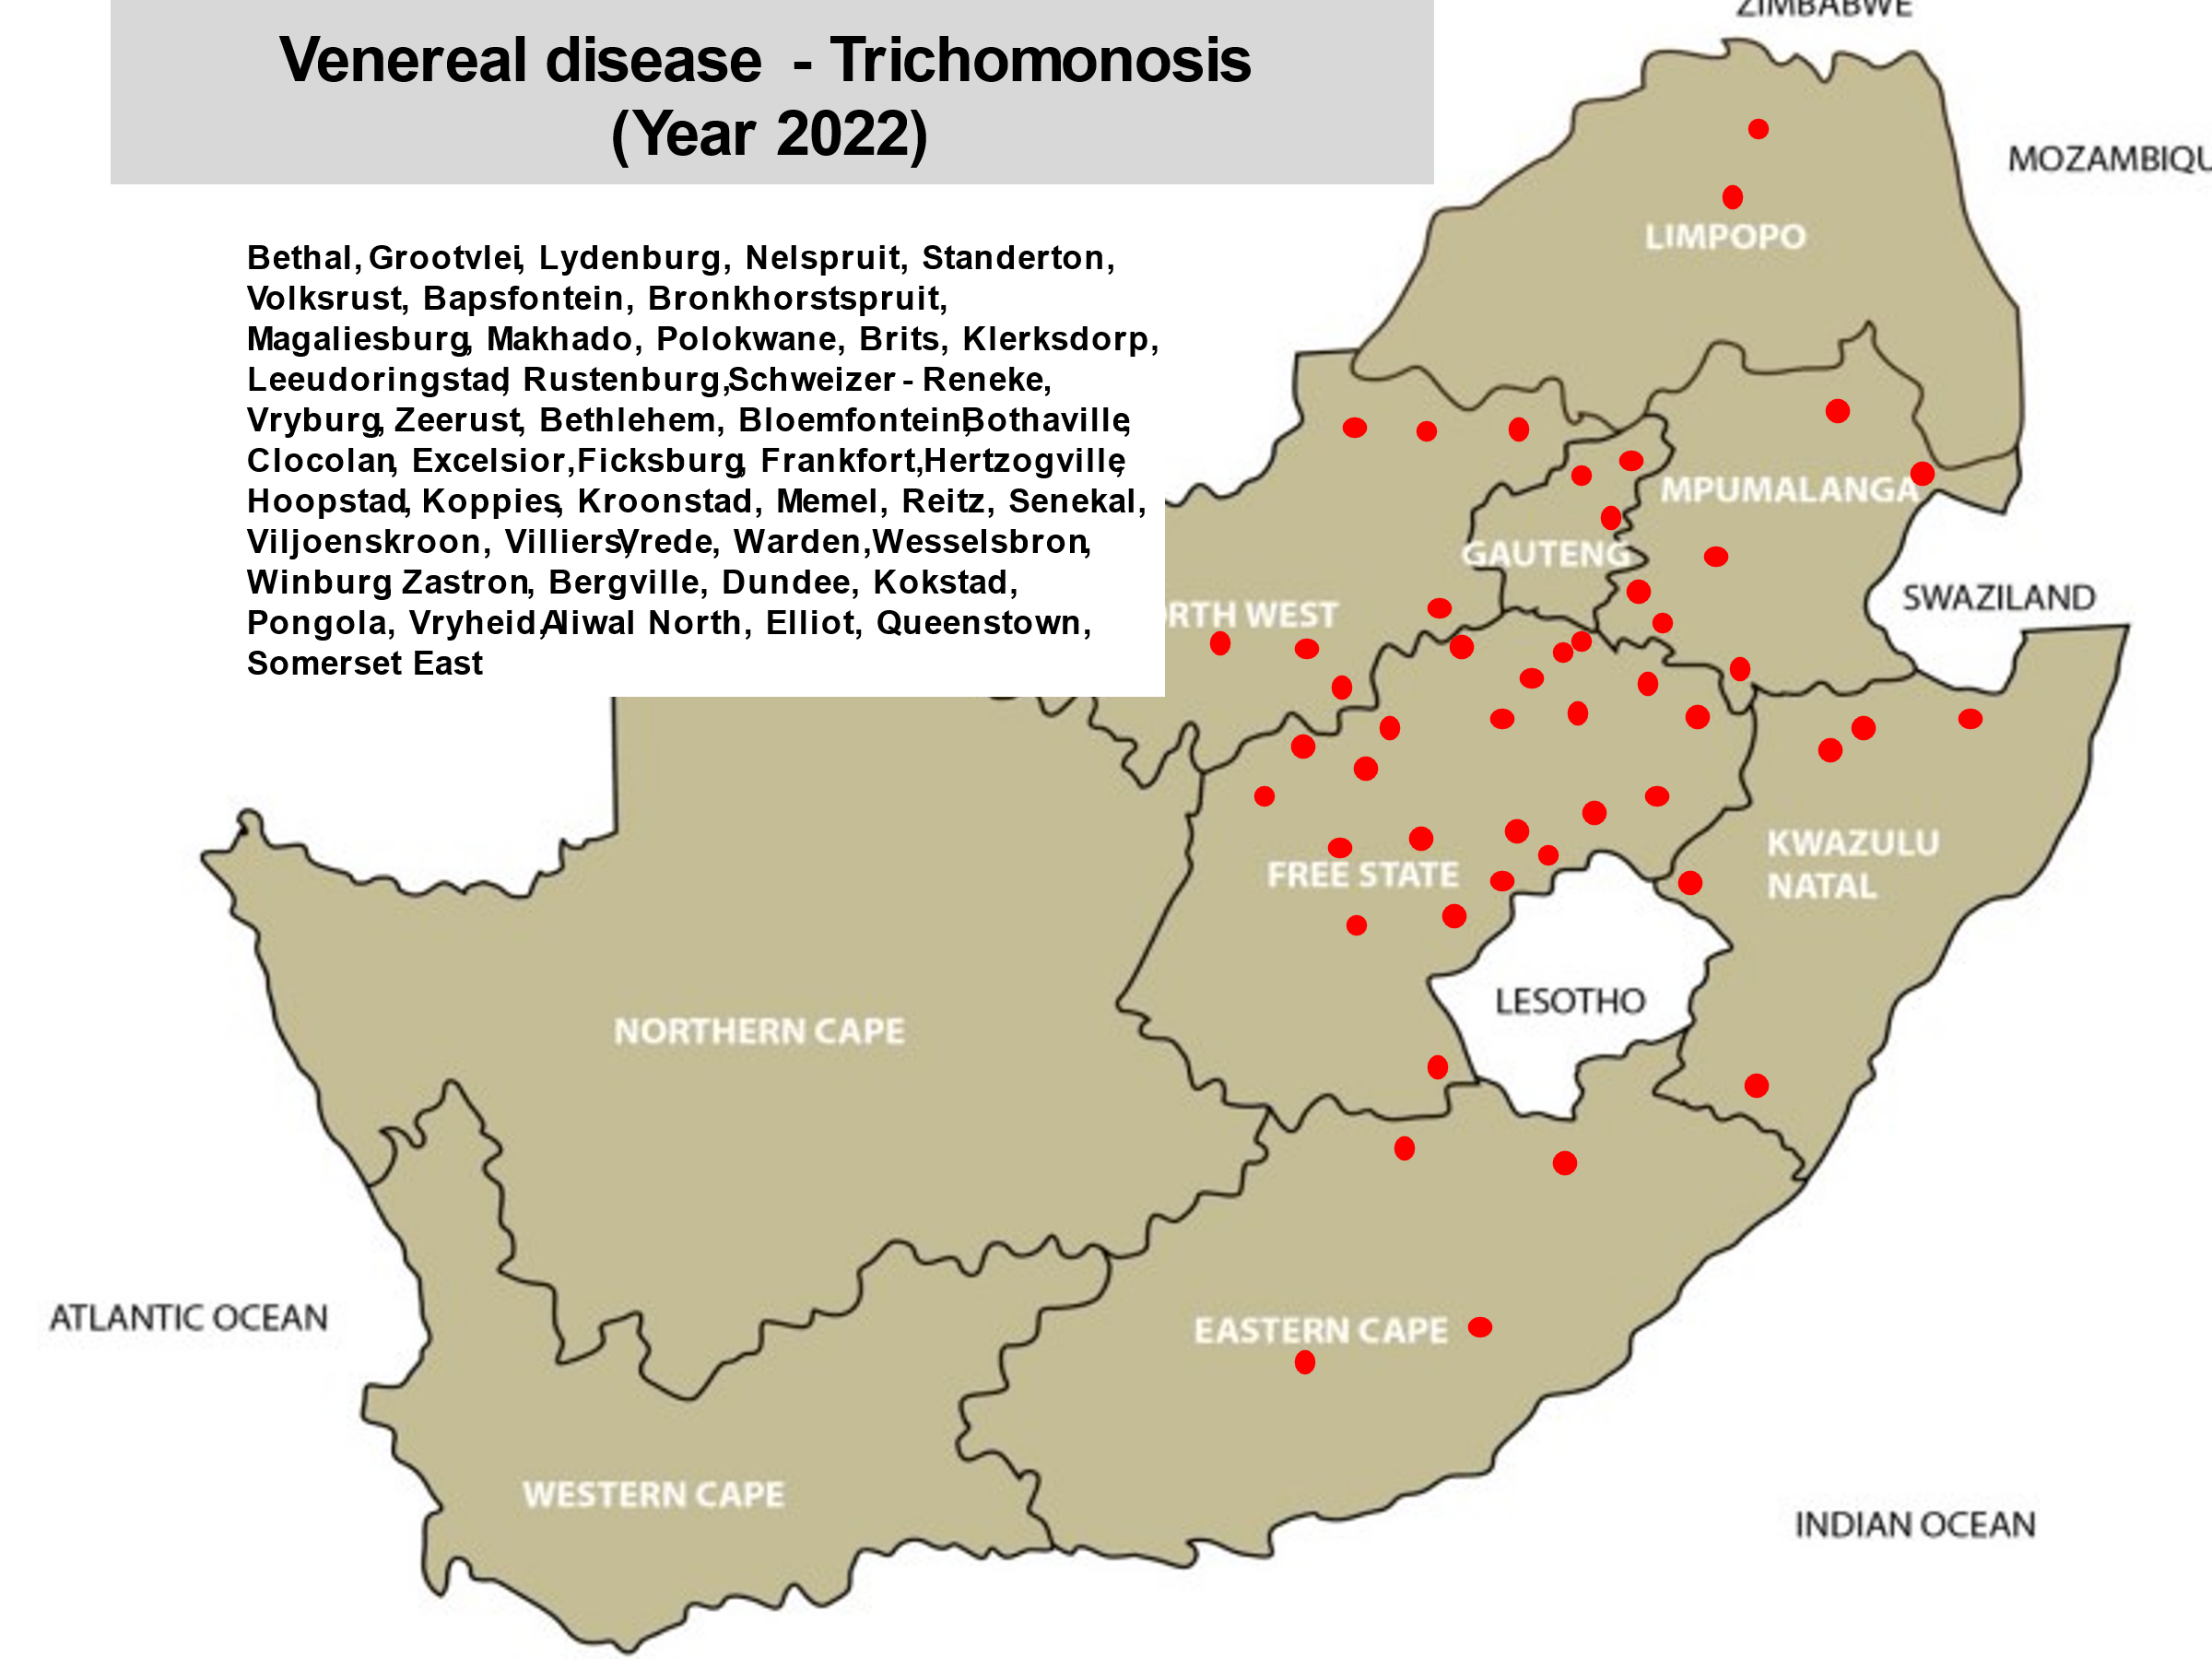 Venereal disease - Trichomonosis
(Year 2022)
ZIMBABWE
MOZAMBIQU
LIMPOPO
Bethal, Grootvlei, Lydenburg, Nelspruit, Standerton,
Volksrust, Bapsfontein, Bronkhorstspruit,
Magaliesburg, Makhado, Polokwane, Brits, Klerksdorp,
Leeudoringstad, Rustenburg, Schweizer - Reneke,
Vryburg, Zeerust, Bethlehem, Bloemfontein, Bothaville,
Clocolan, Excelsior, Ficksburg, Frankfort, Hertzogville,
Hoopstad, Koppies, Kroonstad, Memel, Reitz, Senekal,
Viljoenskroon, Villiers, Vrede, Warden, Wesselsbron,
Winburg, Zastron, Bergville, Dundee, Kokstad,
Pongola, Vryheid, Aliwal North, Elliot, Queenstown,
Somerset East
MPUMALANGA
GAUTENG
SWAZILAND
RTH WEST
KWAZULU
NATAL
FREE STATE
LESOTHO
NORTHERN CAPE
ATLANTIC OCEAN
EASTERN CAPE
WESTERN CAPE
INDIAN OCEAN